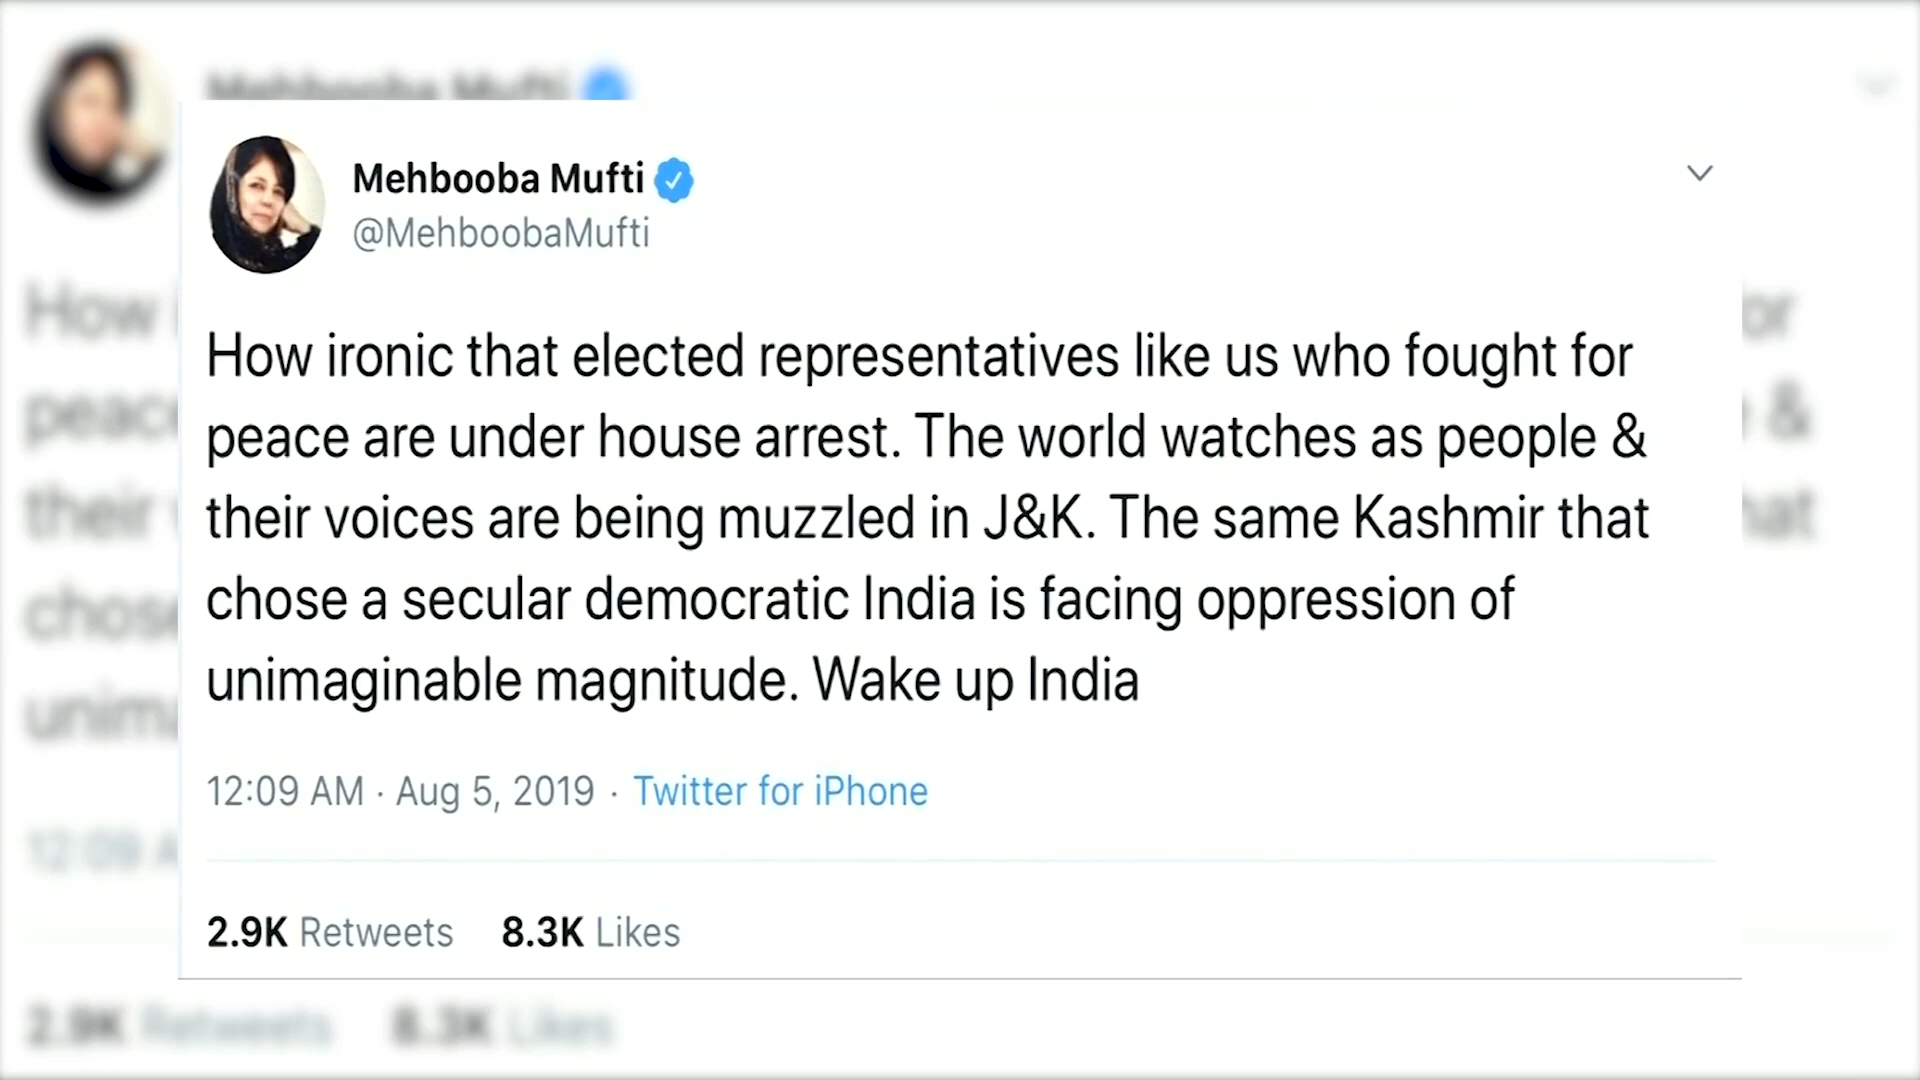 Mehbooba Mufti
@MehboobaMufti
How ironic that elected representatives like us who fought for
peace are under house arrest. The world watches as people &
their voices are being muzzled in J&K. The same Kashmir that
chose a secular democratic India is facing oppression of
unimaginable magnitude. Wake up India
12:09 AM · Aug 5, 2019 · Twitter for iPhone
2.9K Retweets 8.3K Likes